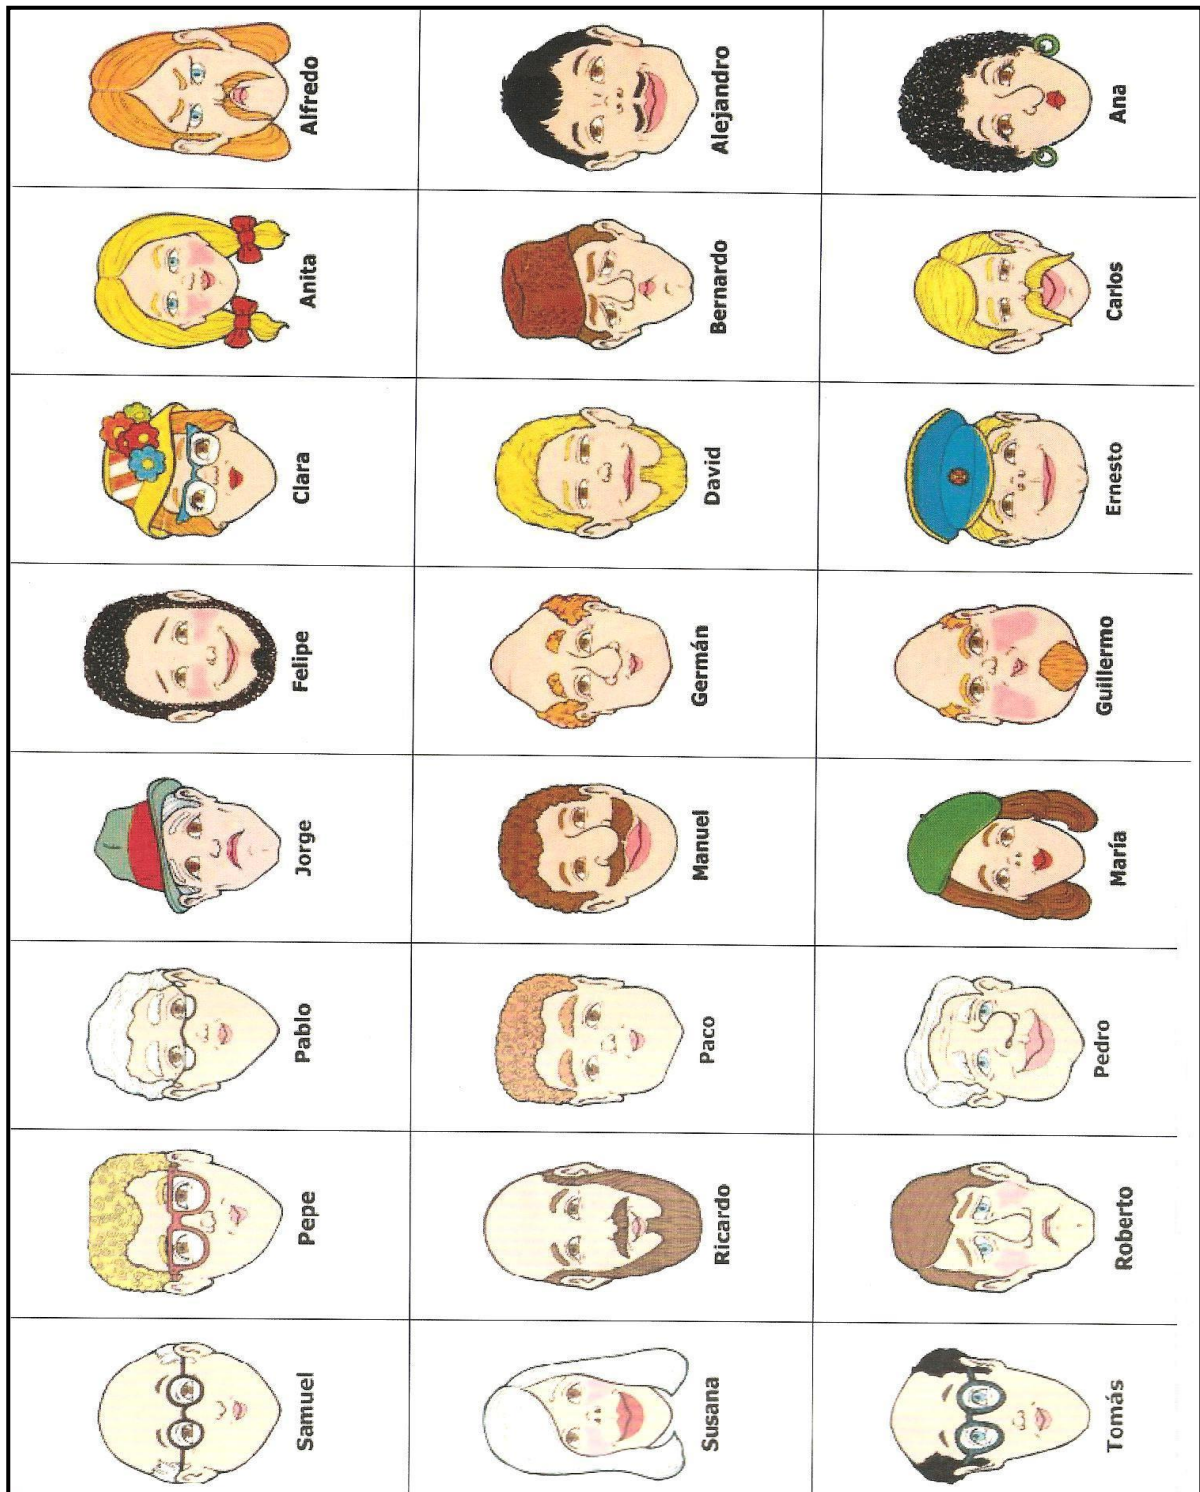 Samuel
Pepe
Pablo
Jorge
Felipe
Clara
Anita
Alfredo
Susana
Ricardo
Paco
Manuel
Germán
David
Bernardo
Alejandro
Tomás
Roberto
Pedro
María
Guillermo
Ernesto
Carlos
Ana